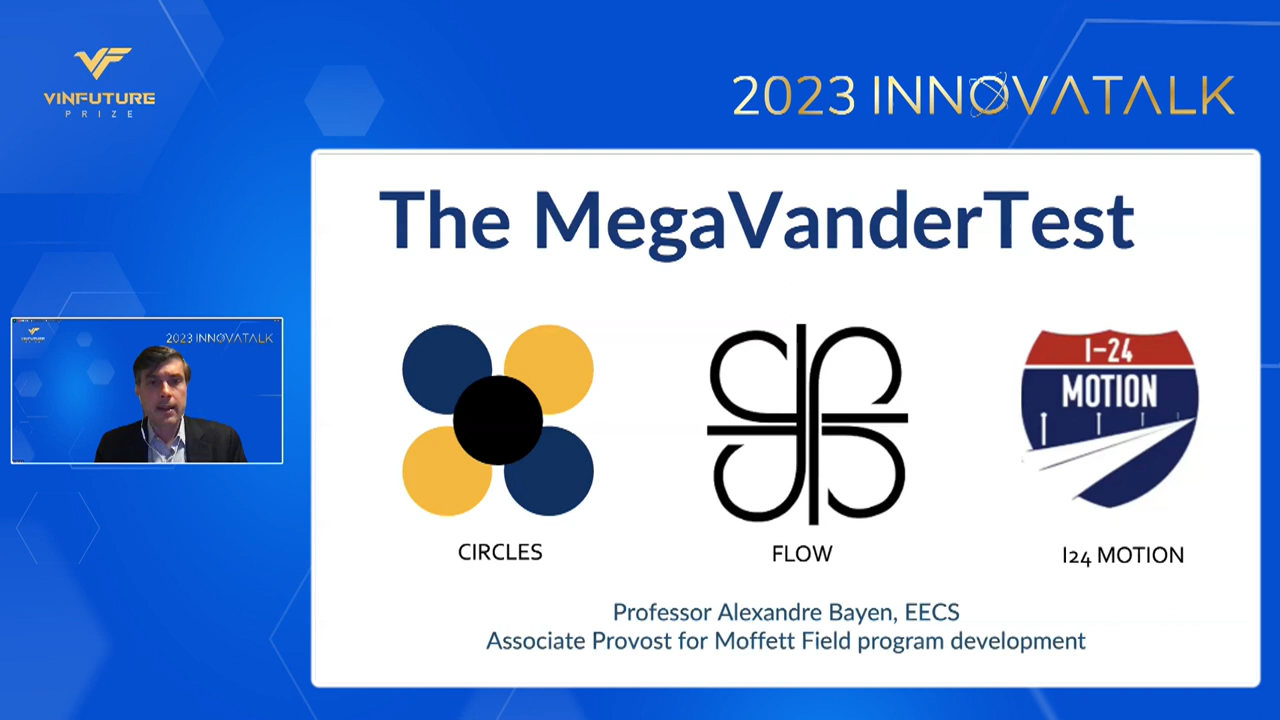 VINFUTURE
PRIZE
2023 INNOVATALK
The MegaVanderTest
2023 INNOVATALK
I-24
MOTION
CIRCLES
FLOW
I24 MOTION
Professor Alexandre Bayen, EECS
Associate Provost for Moffett Field program development